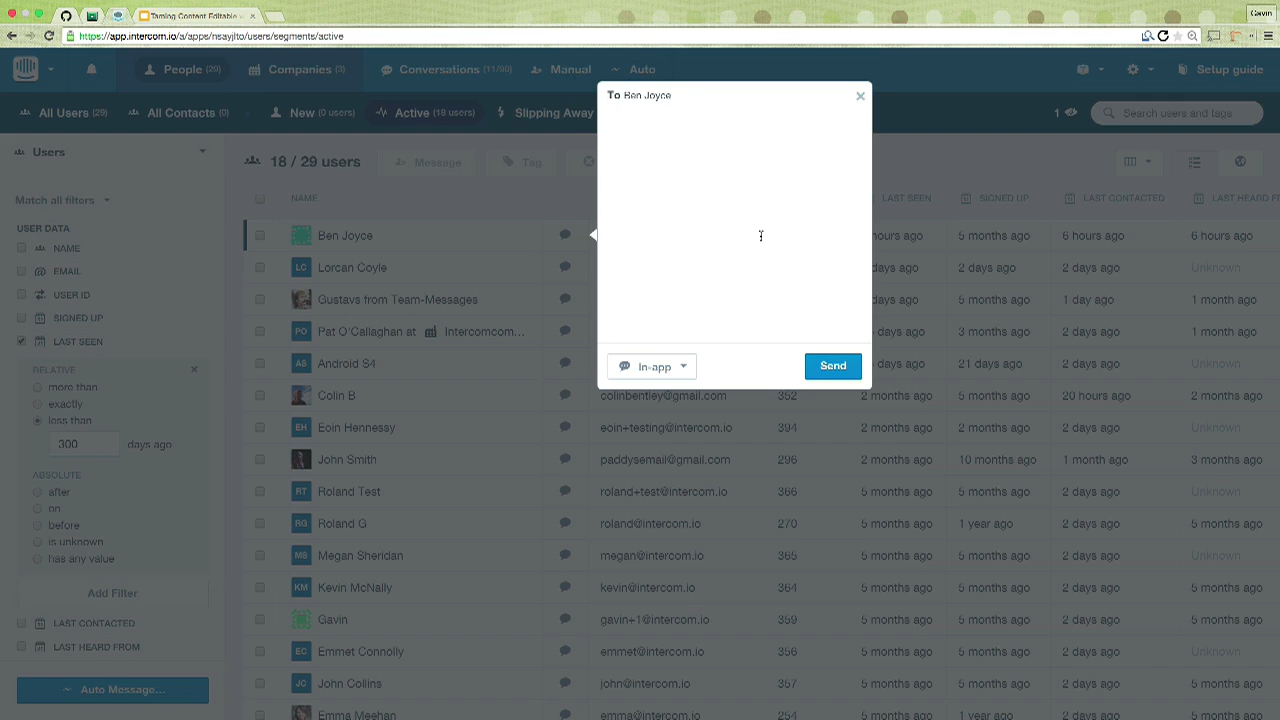 Taming Content Editable
Gavin
https://app.intercom.io/a/apps/nsayjlto/users/segments/active
People (29)
Companies (3)
Conversations (11/90)
Manual
Auto
Setup guide
All Users (29)
All Contacts (0)
New (0 users)
Active (18 users)
Slipping Away
1
Search users and tags
Users
18 / 29 users
Message
Tag
Match all filters
USER DATA
NAME
EMAIL
USER ID
SIGNED UP
LAST SEEN
RELATIVE
more than
exactly
less than
300 days ago
ABSOLUTE
after
on
before
is unknown
has any value
Add Filter
LAST CONTACTED
LAST HEARD FROM
Auto Message...
To Ben Joyce
In-app
Send
NAME LAST SEEN SIGNED UP LAST CONTACTED LAST HEARD F
Ben Joyce hours ago 5 months ago 6 hours ago 6 hours ago
LC Lorcan Coyle days ago 2 days ago 2 days ago Unknown
Gustavs from Team-Messages days ago 5 months ago 1 day ago 1 month ago
PO Pat O'Callaghan at Intercomcom... days ago 3 months ago 2 days ago 1 month ago
AS Android S4 days ago 21 days ago 2 days ago Unknown
Colin B colinbentley@gmail.com 352 2 months ago 2 months ago 20 hours ago 2 months ago
EH Eoin Hennessy eoin+testing@intercom.io 394 2 months ago 2 months ago 2 days ago Unknown
John Smith paddysemail@gmail.com 296 2 months ago 10 months ago 1 month ago 3 months ago
RT Roland Test roland+test@intercom.io 366 5 months ago 5 months ago 2 days ago Unknown
RG Roland G roland@intercom.io 270 5 months ago 1 year ago 2 days ago 5 months ago
MS Megan Sheridan megan@intercom.io 365 5 months ago 5 months ago 2 days ago Unknown
KM Kevin McNally kevin@intercom.io 364 5 months ago 5 months ago 2 days ago 5 months ago
Gavin gavin+1@intercom.io 359 5 months ago 5 months ago 2 days ago 5 months ago
EC Emmet Connolly emmet@intercom.io 356 5 months ago 5 months ago 2 days ago Unknown
JC John Collins john@intercom.io 357 5 months ago 5 months ago 2 days ago 5 months ago
Emma Meehan 254 5 months ago 1 year ago 2 days ago 5 months ago